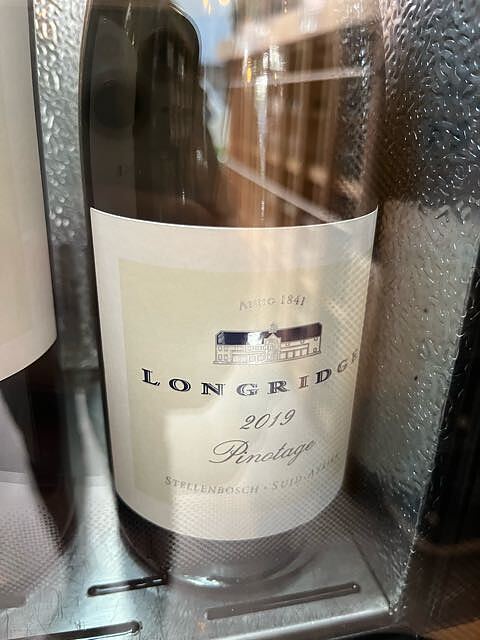 ANNO 1841
LONGRIDGE
2019
Pinotage
STELLENBOSCH · SUID-AFRIKA